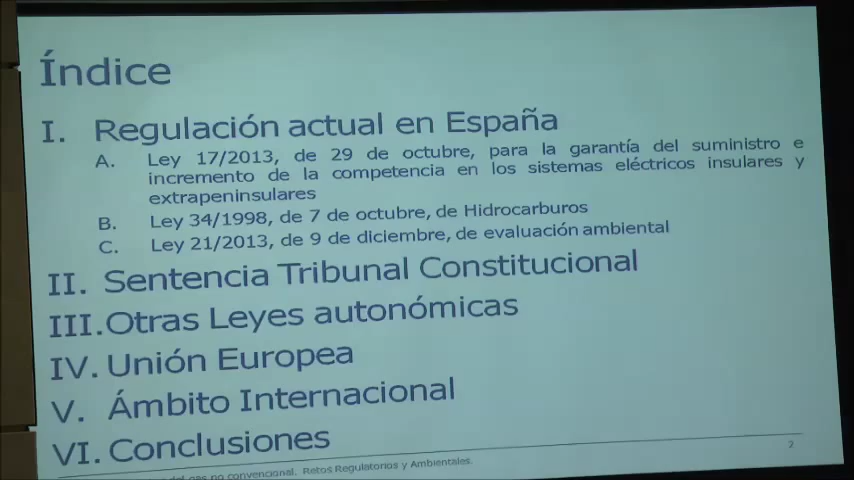 Índice
I. Regulación actual en España
A. Ley 17/2013, de 29 de octubre, para la garantía del suministro e
incremento de la competencia en los sistemas eléctricos insulares y
extrapeninsulares
B. Ley 34/1998, de 7 de octubre, de Hidrocarburos
C. Ley 21/2013, de 9 de diciembre, de evaluación ambiental
II. Sentencia Tribunal Constitucional
III. Otras Leyes autonómicas
IV. Unión Europea
V. Ámbito Internacional
VI. Conclusiones
del gas no convencional. Retos Regulatorios y Ambientales.
2